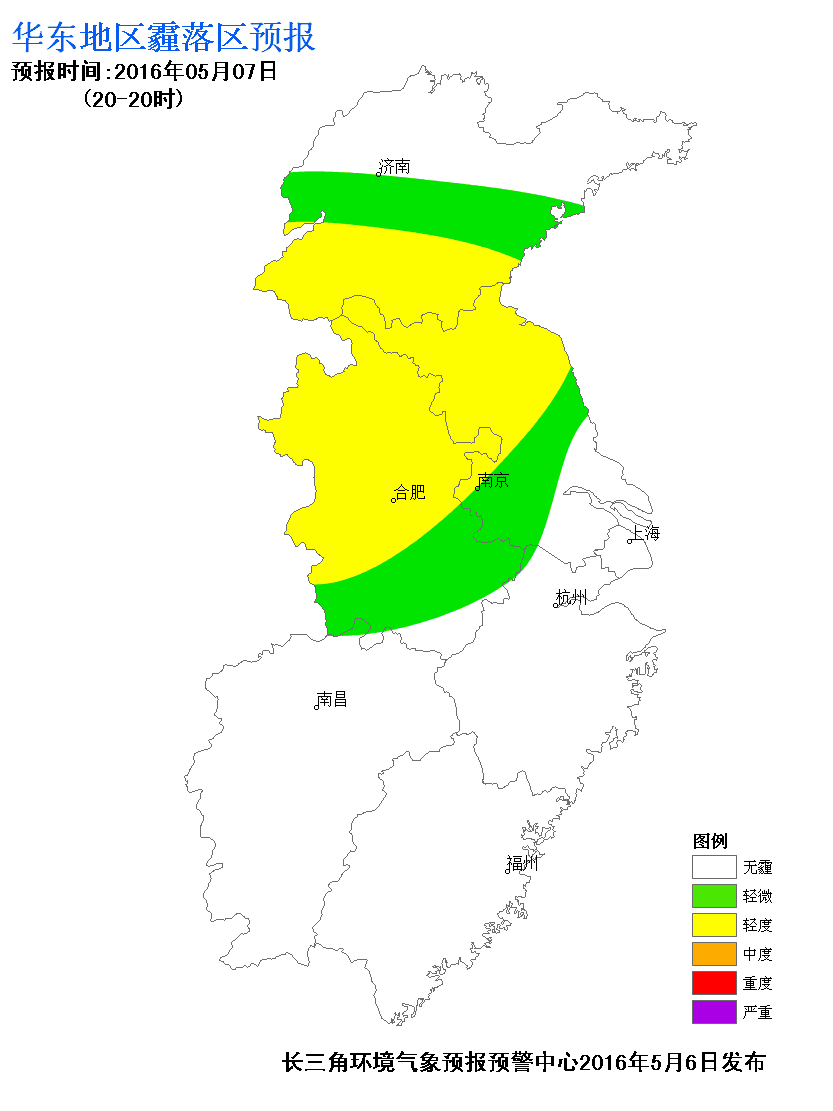 华东地区霾落区预报
预报时间:2016年05月07日
(20-20时)
济南
合肥
南京
上海
杭州
南昌
福州
图例
无霾
轻微
轻度
中度
重度
严重
长三角环境气象预报预警中心2016年5月6日发布